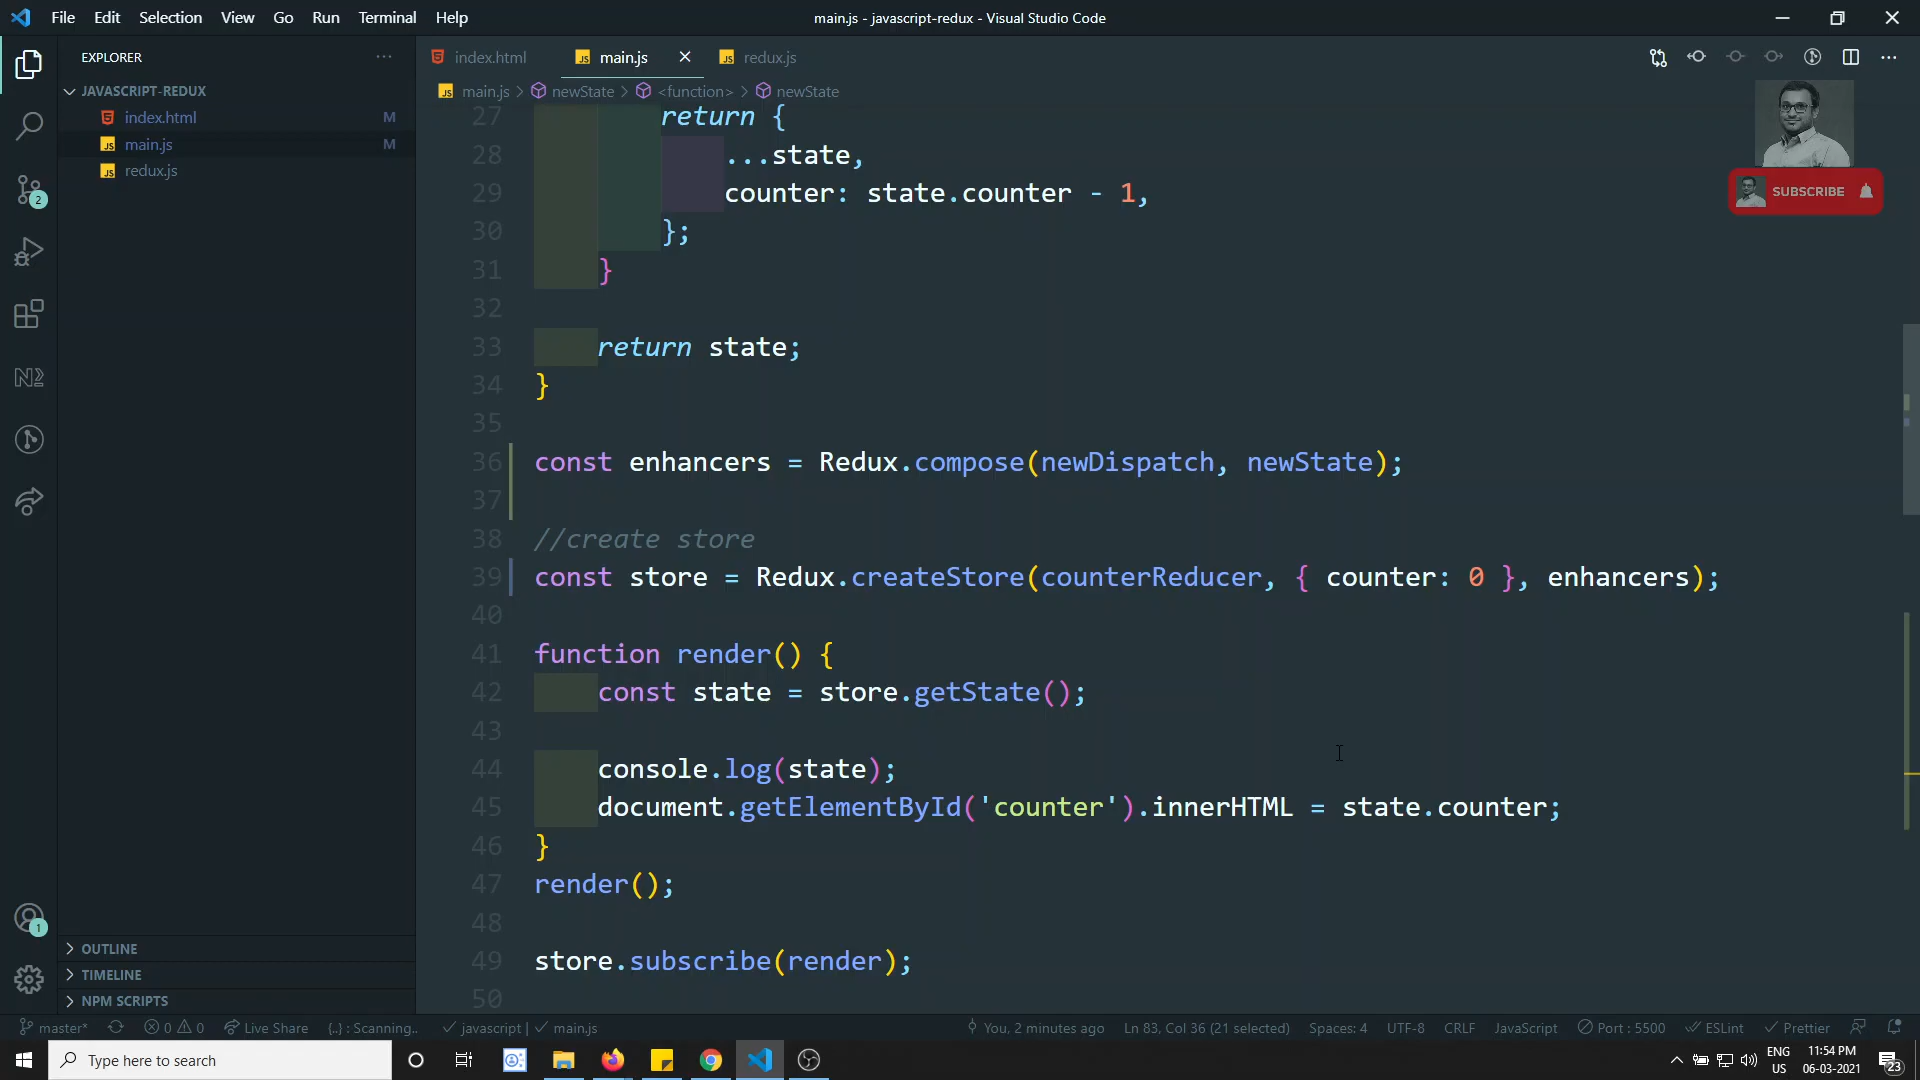 File Edit Selection View Go Run Terminal Help
main.js - javascript-redux - Visual Studio Code
EXPLORER
JAVASCRIPT-REDUX
index.html M
main.js M
redux.js
OUTLINE
TIMELINE
NPM SCRIPTS
2
1
index.html main.js redux.js
main.js > newState > <function> > newState
SUBSCRIBE
27 return {
28 ...state,
29 counter: state.counter - 1,
30 };
31 }
32
33 return state;
34 }
35
36 const enhancers = Redux.compose(newDispatch, newState);
37
38 //create store
39 const store = Redux.createStore(counterReducer, { counter: 0 }, enhancers);
40
41 function render() {
42 const state = store.getState();
43
44 console.log(state);
45 document.getElementById('counter').innerHTML = state.counter;
46 }
47 render();
48
49 store.subscribe(render);
50
master* 0 0 Live Share {..} : Scanning.. javascript | main.js You, 2 minutes ago Ln 83, Col 36 (21 selected) Spaces: 4 UTF-8 CRLF JavaScript Port : 5500 ESLint Prettier
Type here to search
ENG
US
11:54 PM
06-03-2021
23